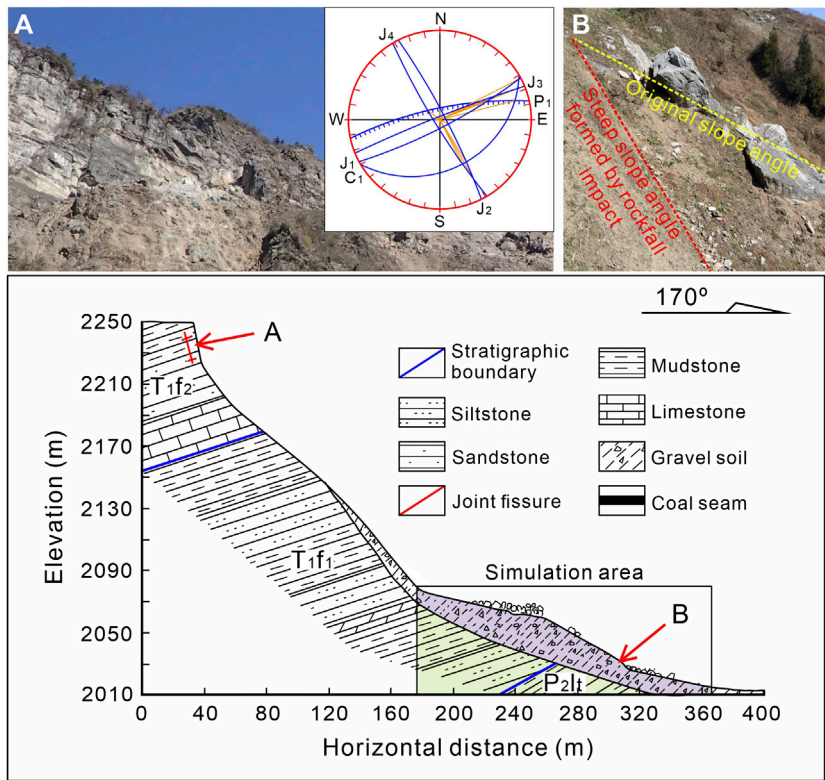 A
N
J4
J3
P1
W
E
J1
C1
J2
S
B
Original slope angle
Steep slope angle
formed by rockfall
impact
170°
2250
2210
2170
2130
2090
2050
2010
Elevation (m)
A
T1f2
T1f1
P2lt
Stratigraphic
boundary
Siltstone
Sandstone
Joint fissure
Mudstone
Limestone
Gravel soil
Coal seam
Simulation area
B
0 40 80 120 160 200 240 260 320 360 400
Horizontal distance (m)